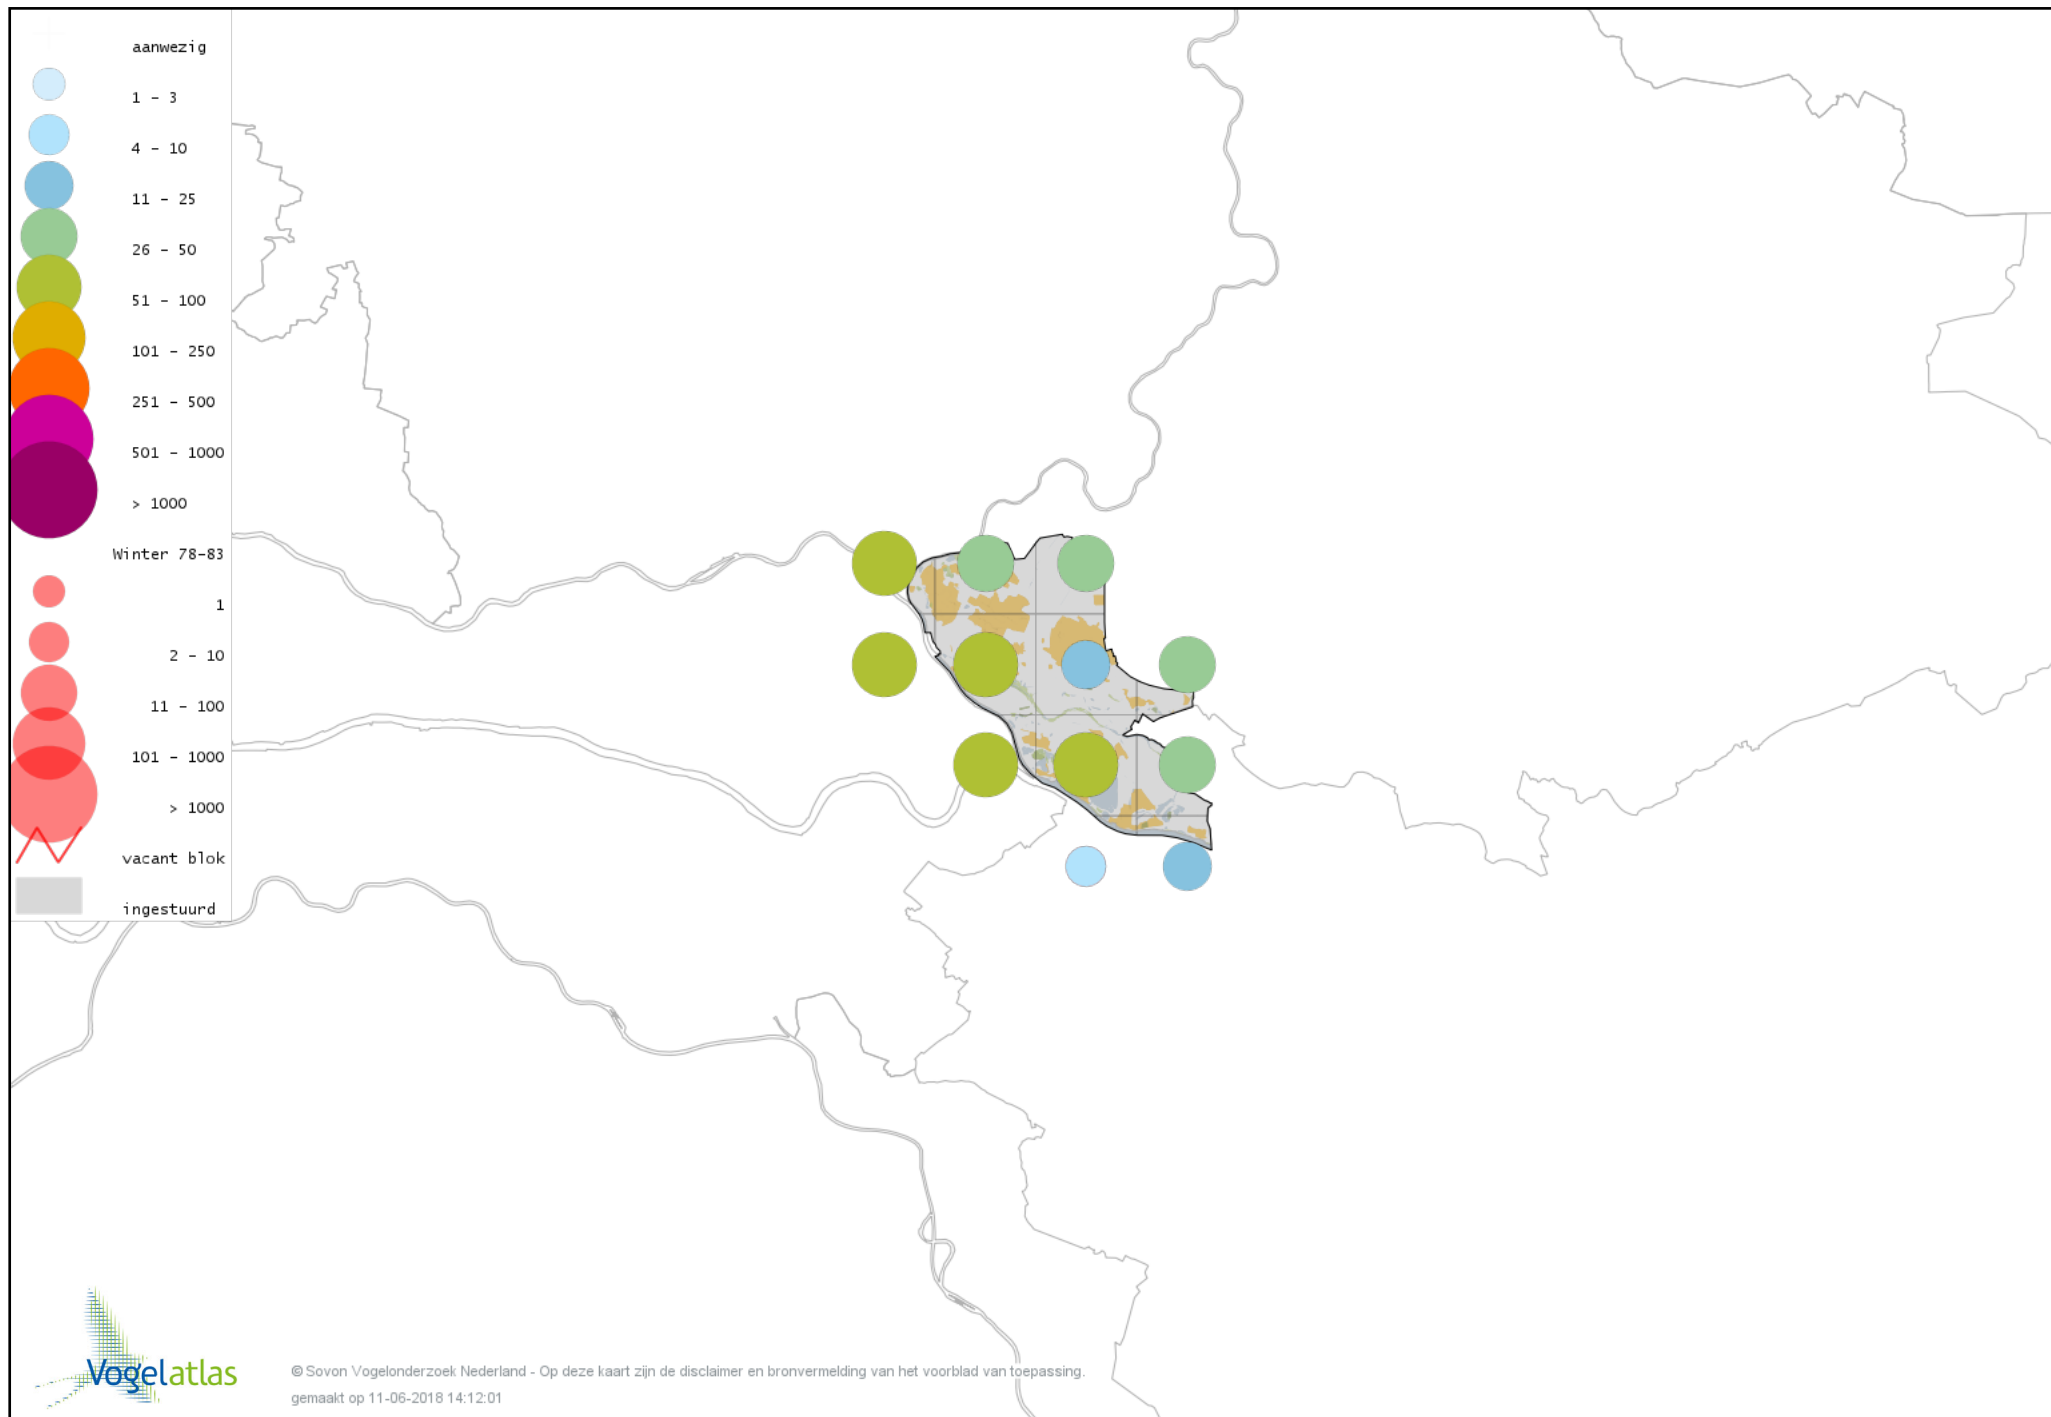 aanwezig
1 - 3
4 - 10
11 - 25
26 - 50
51 - 100
101 - 250
251 - 500
501 - 1000
> 1000
Winter 78-83
1
2 - 10
11 - 100
101 - 1000
> 1000
vacant blok
ingestuurd
Vogelatlas
© Sovon Vogelonderzoek Nederland - Op deze kaart zijn de disclaimer en bronvermelding van het voorblad van toepassing.
gemaakt op 11-06-2018 14:12:01